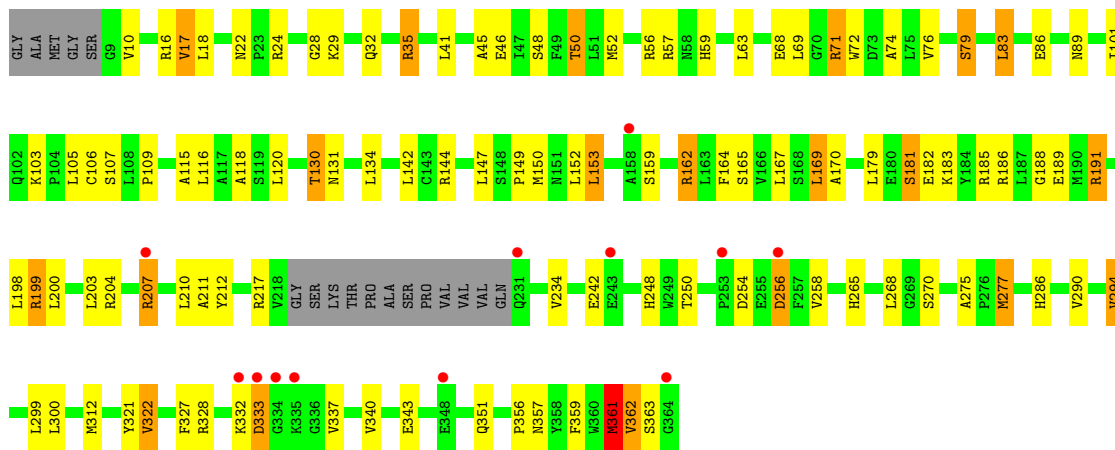 GLY ALA MET GLY SER G9 V10 R16 V17 L18 N22 P23 R24 G28 K29 Q32 R35 L41 A45 E46 I47 S48 F49 T50 L51 M52 R56 R57 N58 H59 L63 E68 L69 G70 R71 W72 D73 A74 L75 V76 S79 L83 E86 N89
Q102 K103 P104 L105 C106 S107 L108 P109 A115 L116 A117 A118 S119 L120 T130 N131 L134 L142 C143 R144 L147 S148 P149 M150 N151 L152 L153 A158 S159 R162 L163 F164 S165 V166 L167 S168 L169 A170 L179 E180 S181 E182 K183 Y184 R185 R186 L187 G188 E189 M190 R191
L198 R199 L200 L203 R204 R207 L210 A211 Y212 R217 V218 GLY SER LYS THR PRO ALA SER PRO VAL VAL VAL GLN Q231 V234 E242 E243 H248 W249 T250 P253 D254 E255 D256 P257 V258 H265 L268 G269 S270 A275 P276 M277 H286 V290
L299 L300 M312 Y321 V322 F327 R328 K332 D333 G334 K335 G336 V337 V340 E343 E348 Q351 P356 N357 Y358 F359 W360 M361 V362 S363 G364